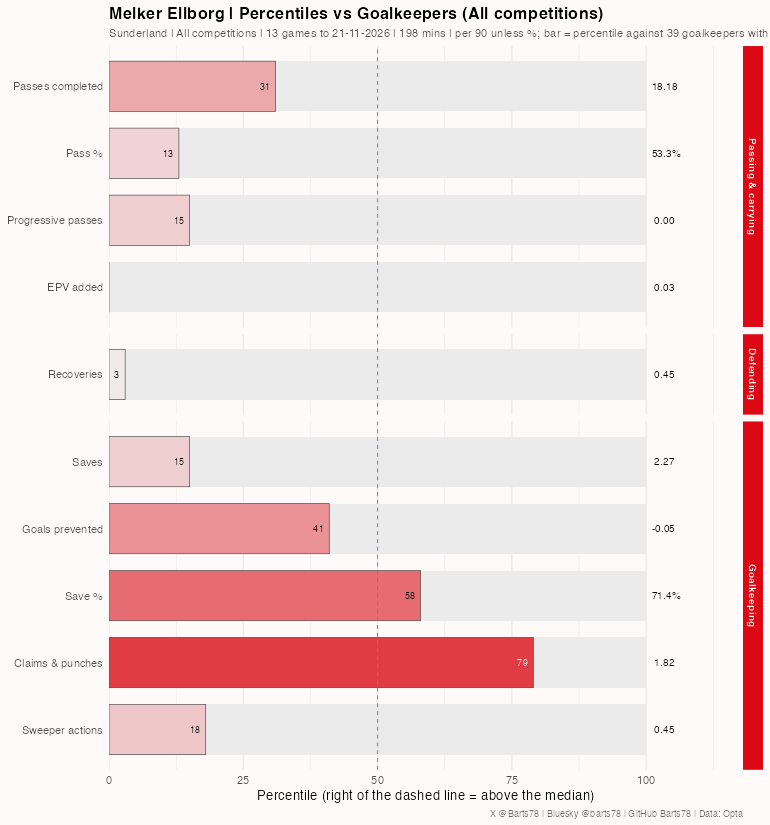 Melker Ellborg | Percentiles vs Goalkeepers (All competitions)
Sunderland | All competitions | 13 games to 21-11-2026 | 198 mins | per 90 unless %; bar = percentile against 39 goalkeepers with
Passes completed 31 18.18
Pass % 13 53.3%
Progressive passes 15 0.00
EPV added 0.03
Passing & carrying
Recoveries 3 0.45
Defending
Saves 15 2.27
Goals prevented 41 -0.05
Save % 58 71.4%
Claims & punches 79 1.82
Sweeper actions 18 0.45
Goalkeeping
0 25 50 75 100
Percentile (right of the dashed line = above the median)
X @Barts78 | Bluesky @barts78 | GitHub Barts78 | Data: Opta